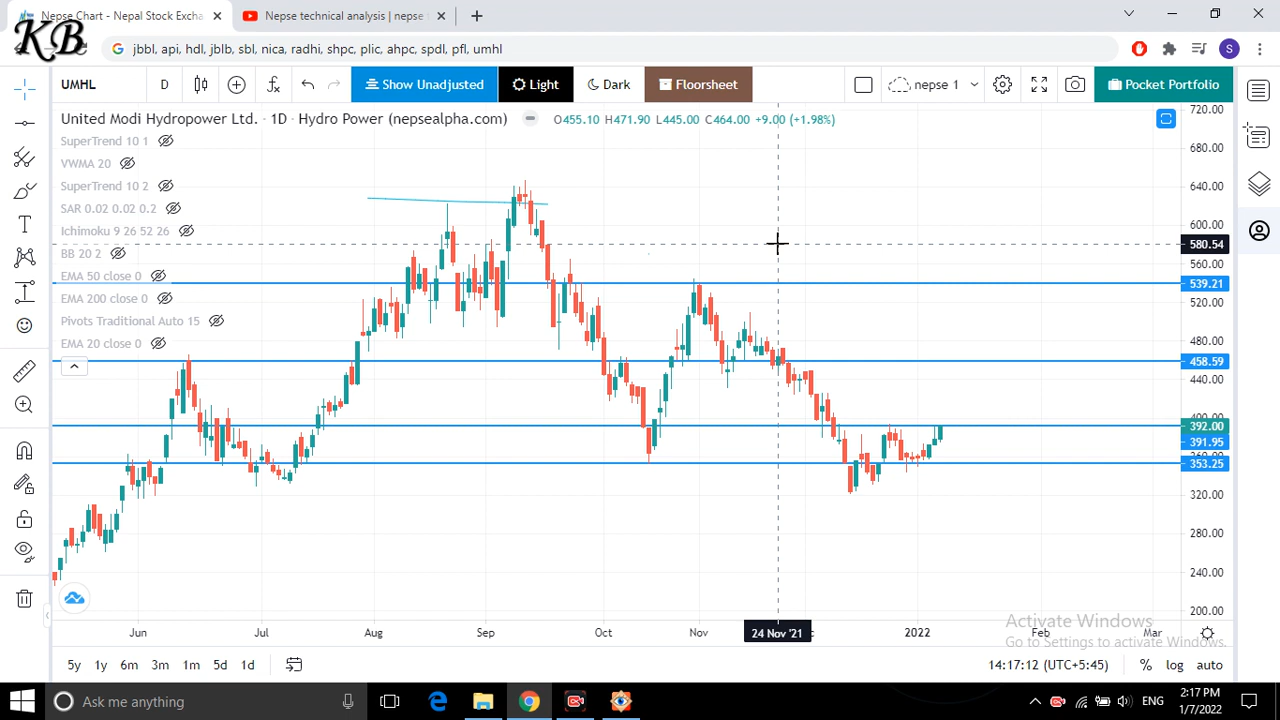 Nepse Chart - Nepal Stock Excha
Nepse technical analysis | nepse
KB
jbbl, api, hdl, jblb, sbl, nica, radhi, shpc, plic, ahpc, spdl, pfl, umhl
S
UMHL D Show Unadjusted Light Dark Floorsheet nepse 1 Pocket Portfolio
United Modi Hydropower Ltd. · 1D · Hydro Power (nepsealpha.com) O455.10 H471.90 L445.00 C464.00 +9.00 (+1.98%)
SuperTrend 10 1
VWMA 20
SuperTrend 10 2
SAR 0.02 0.02 0.2
Ichimoku 9 26 52 26
BB 20 2
EMA 50 close 0
EMA 200 close 0
Pivots Traditional Auto 15
EMA 20 close 0
720.00
680.00
640.00
600.00
580.54
560.00
539.21
520.00
480.00
458.59
440.00
400.00
392.00
391.95
353.25
320.00
280.00
240.00
200.00
Jun Jul Aug Sep Oct Nov 24 Nov '21 2022 Feb Mar
Activate Windows
Go to Settings to activate Windows.
5y 1y 6m 3m 1m 5d 1d 14:17:12 (UTC+5:45) % log auto
Ask me anything
ENG
2:17 PM
1/7/2022